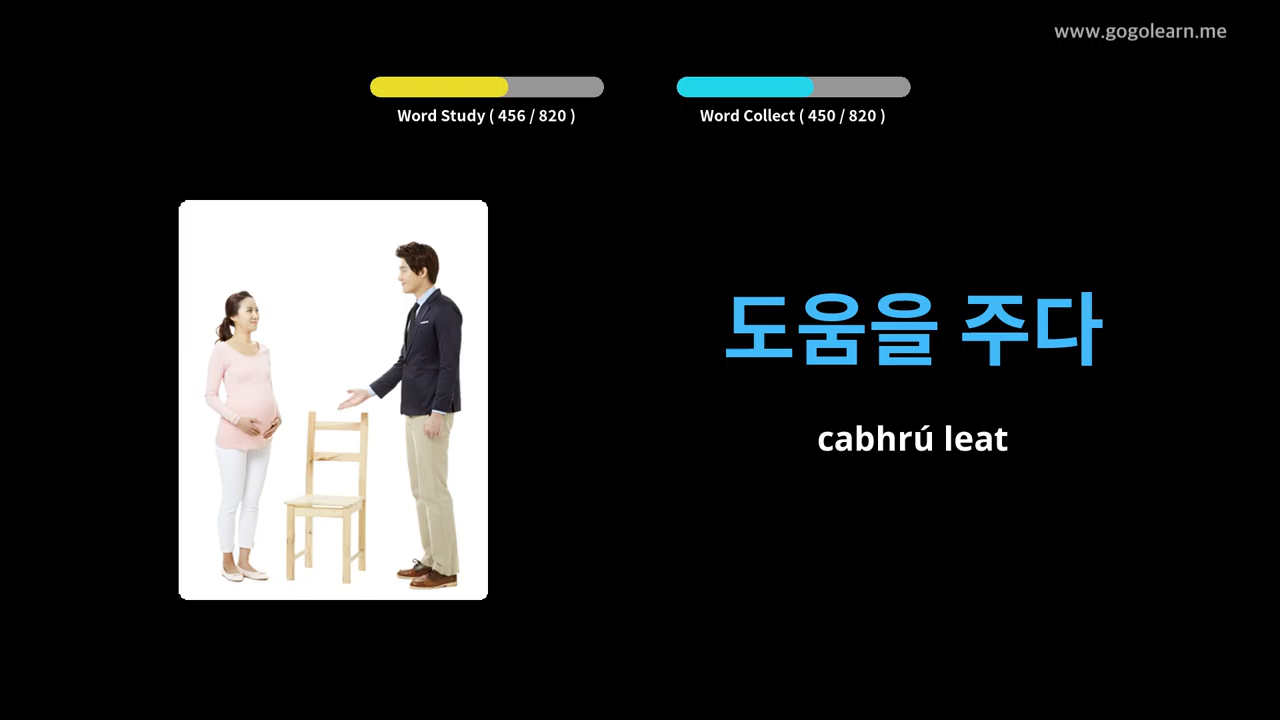 www.gogolearn.me
Word Study ( 456 / 820 )
Word Collect ( 450 / 820 )
도움을 주다
cabhrú leat